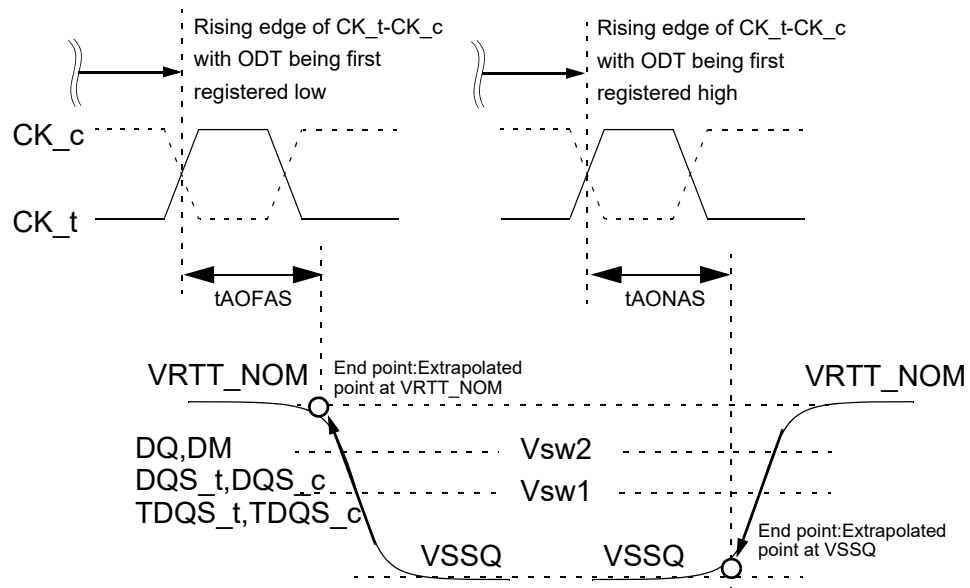 Rising edge of CK_t-CK_c
with ODT being first
registered low
Rising edge of CK_t-CK_c
with ODT being first
registered high
CK_c
CK_t
tAOFAS
tAONAS
VRTT_NOM
End point:Extrapolated
point at VRTT_NOM
VRTT_NOM
DQ,DM
DQS_t,DQS_c
TDQS_t,TDQS_c
Vsw2
Vsw1
VSSQ
VSSQ
End point:Extrapolated
point at VSSQ